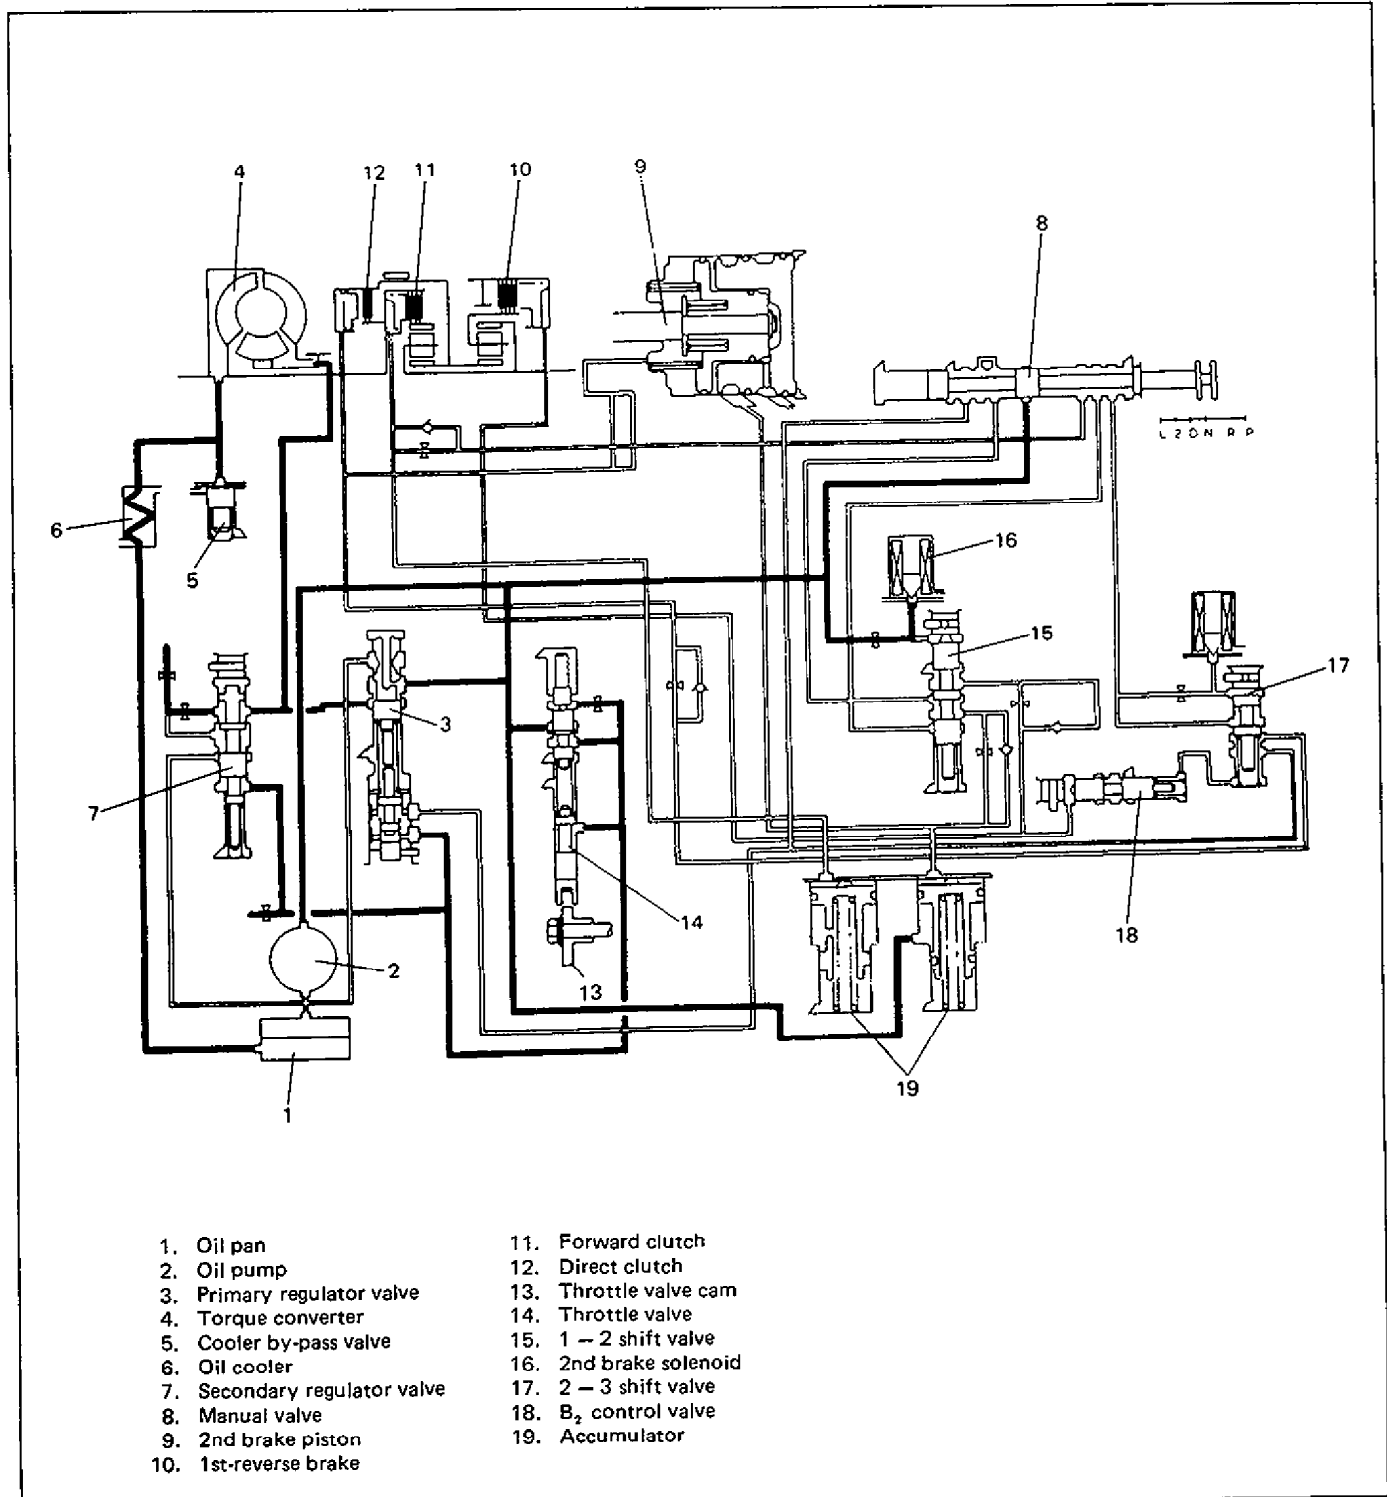 4
12
11
10
9
8
L 2 D N R P
6
5
16
15
17
3
7
14
18
2
13
19
1
1. Oil pan
2. Oil pump
3. Primary regulator valve
4. Torque converter
5. Cooler by-pass valve
6. Oil cooler
7. Secondary regulator valve
8. Manual valve
9. 2nd brake piston
10. 1st-reverse brake
11. Forward clutch
12. Direct clutch
13. Throttle valve cam
14. Throttle valve
15. 1 – 2 shift valve
16. 2nd brake solenoid
17. 2 – 3 shift valve
18. B₂ control valve
19. Accumulator